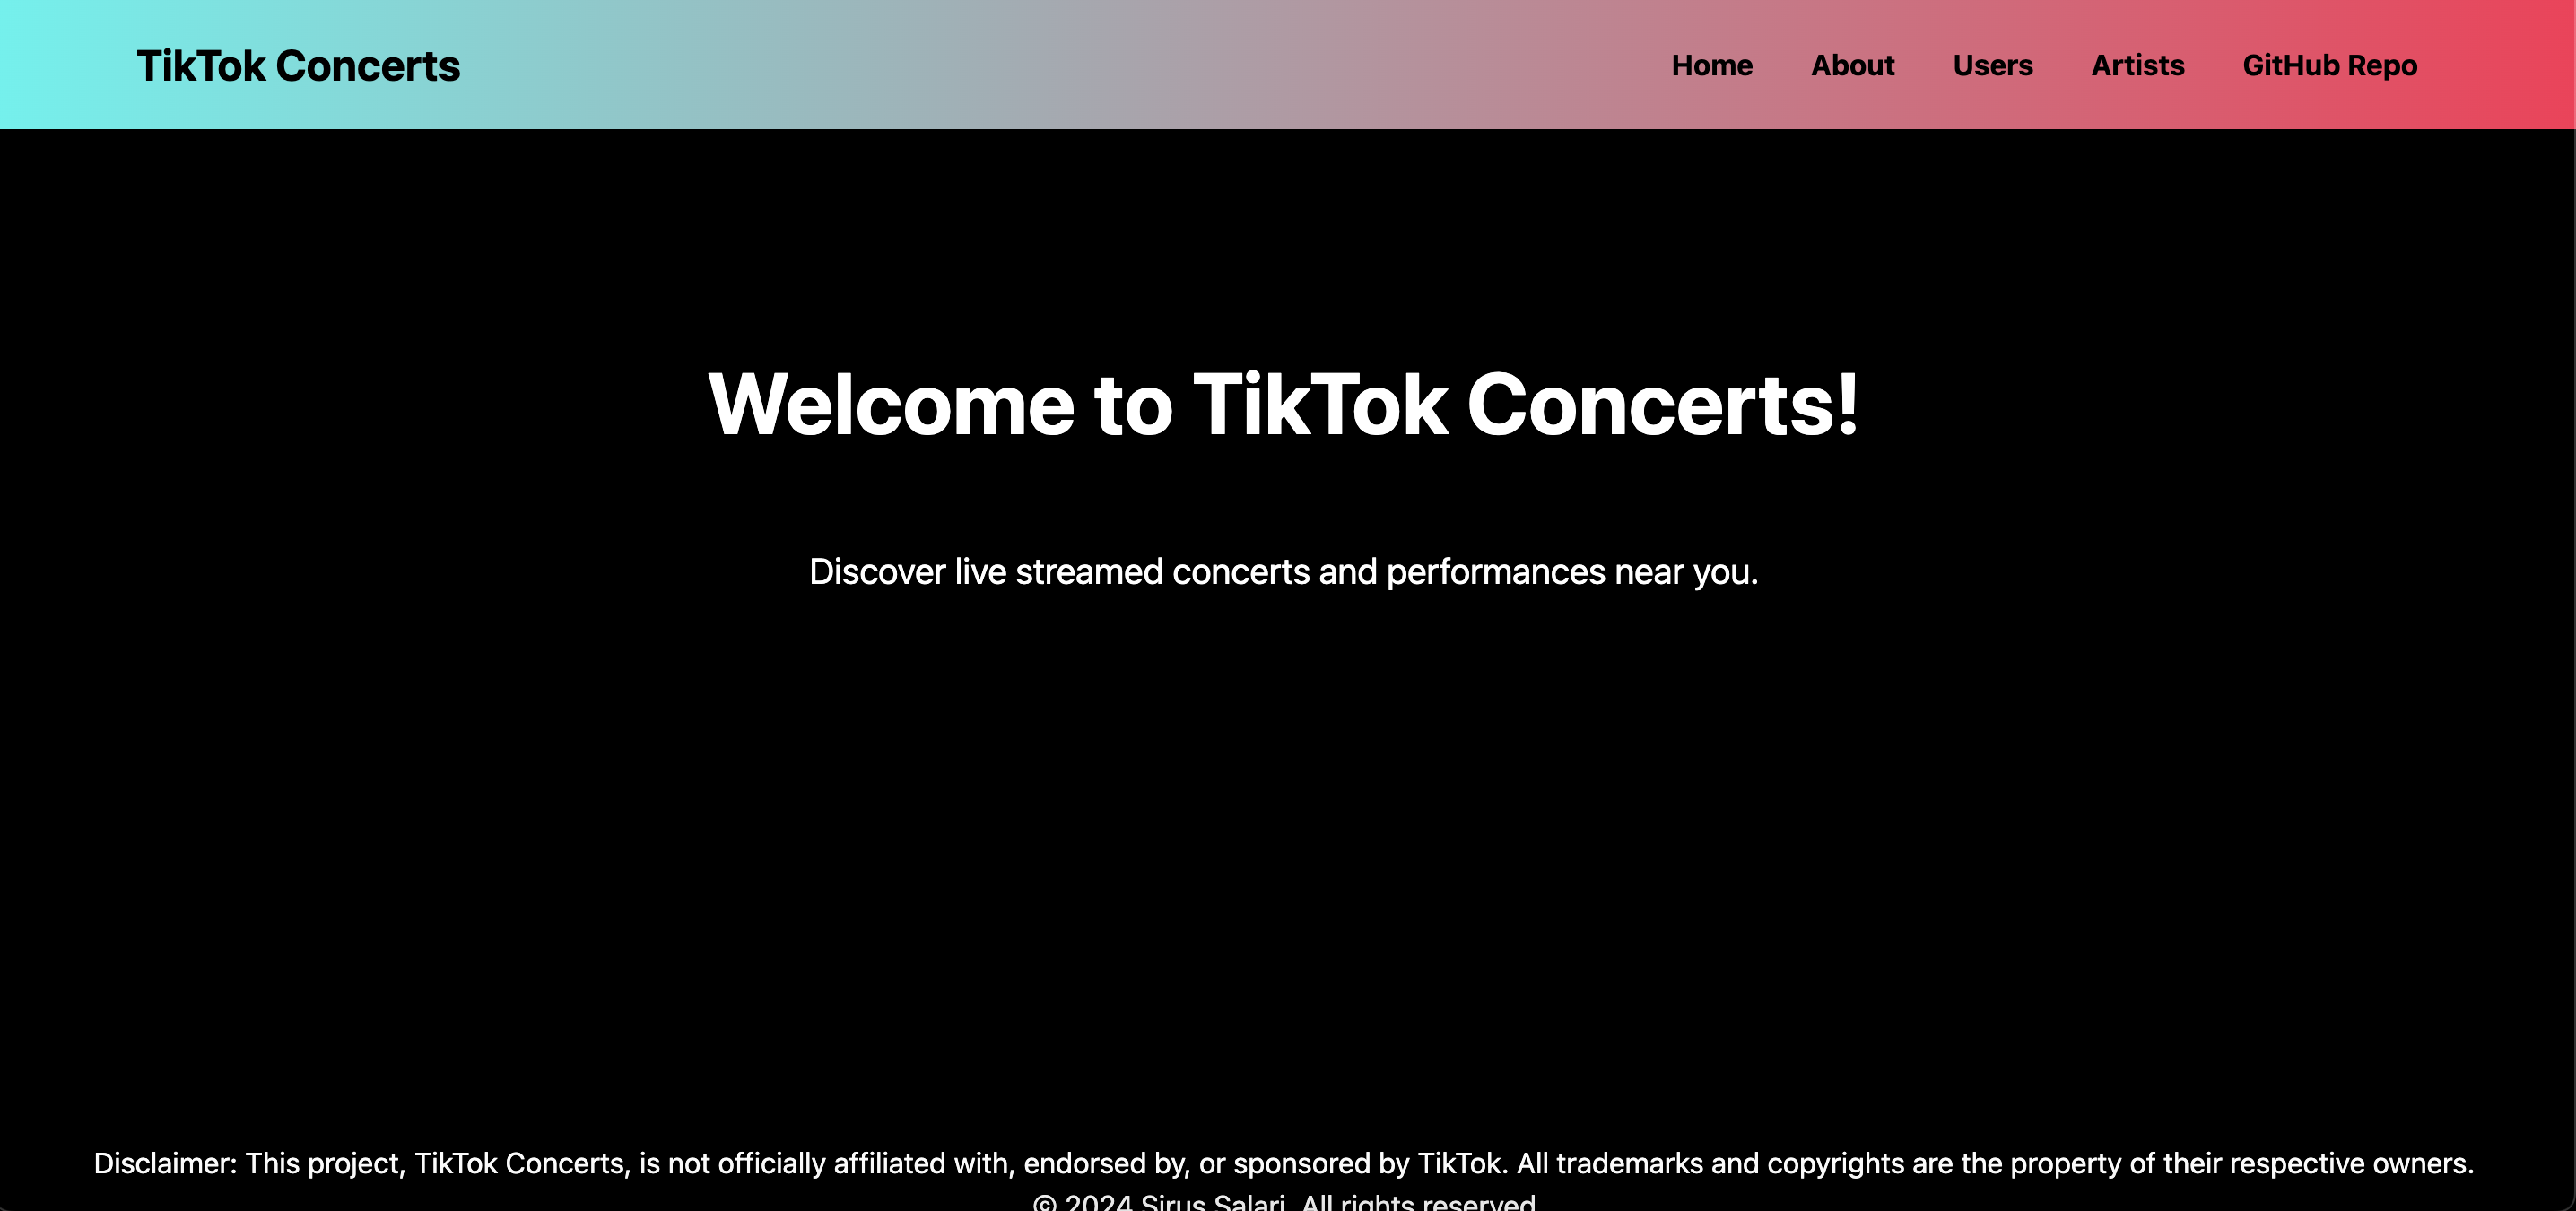 TikTok Concerts
Home About Users Artists GitHub Repo
Welcome to TikTok Concerts!
Discover live streamed concerts and performances near you.
Disclaimer: This project, TikTok Concerts, is not officially affiliated with, endorsed by, or sponsored by TikTok. All trademarks and copyrights are the property of their respective owners.
© 2024 Sirus Salari. All rights reserved